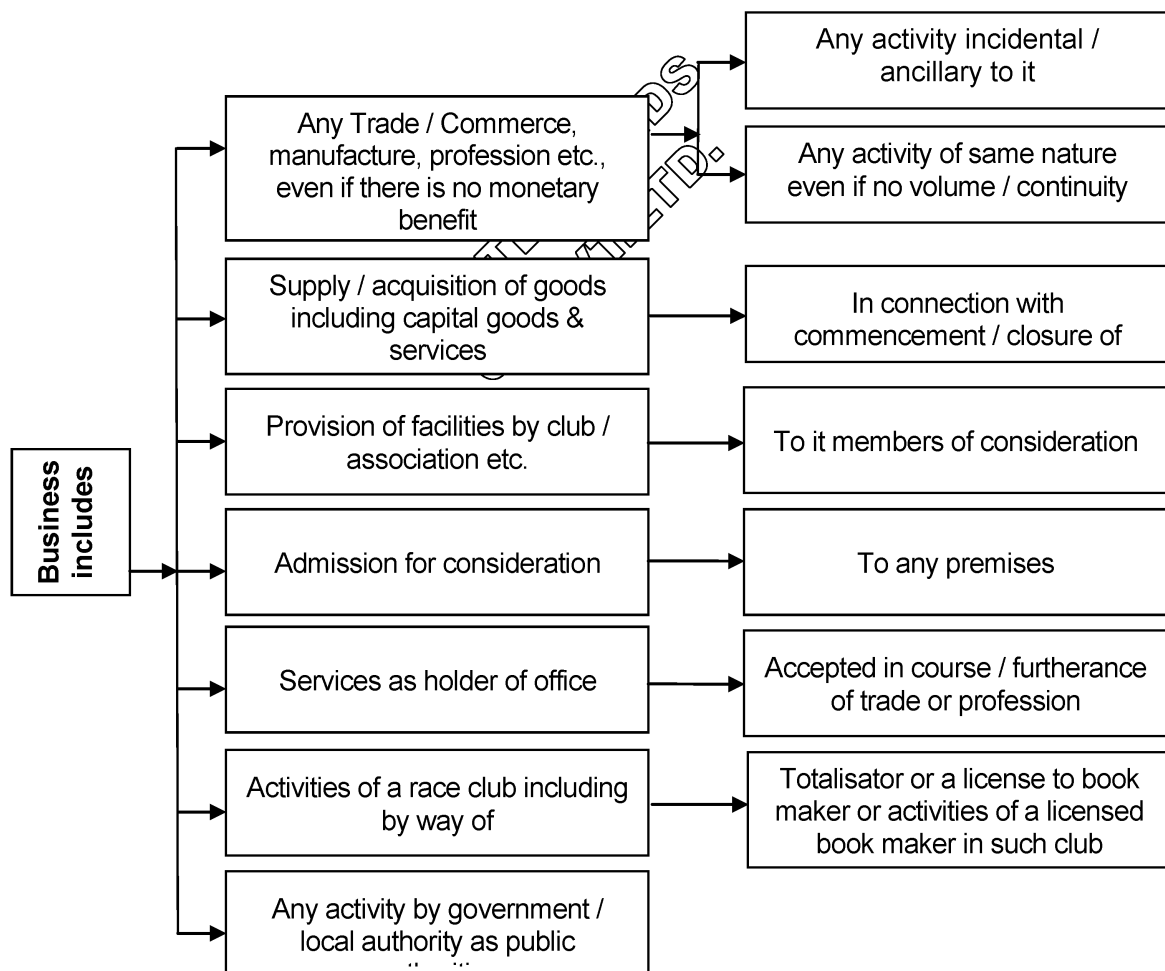 Any activity incidental /
ancillary to it
Any Trade / Commerce,
manufacture, profession etc.,
even if there is no monetary
benefit
Any activity of same nature
even if no volume / continuity
Supply / acquisition of goods
including capital goods &
services
In connection with
commencement / closure of
Provision of facilities by club /
association etc.
To it members of consideration
Business
includes
Admission for consideration
To any premises
Services as holder of office
Accepted in course / furtherance
of trade or profession
Activities of a race club including
by way of
Totalisator or a license to book
maker or activities of a licensed
book maker in such club
Any activity by government /
local authority as public
LTD.